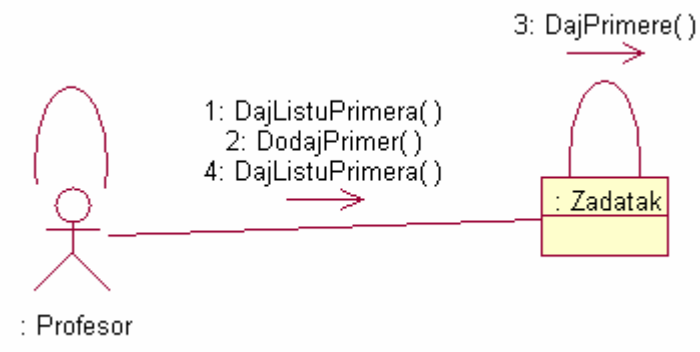 3: DajPrimere( )
1: DajListuPrimera( )
2: DodajPrimer( )
4: DajListuPrimera( )
: Zadatak
: Profesor